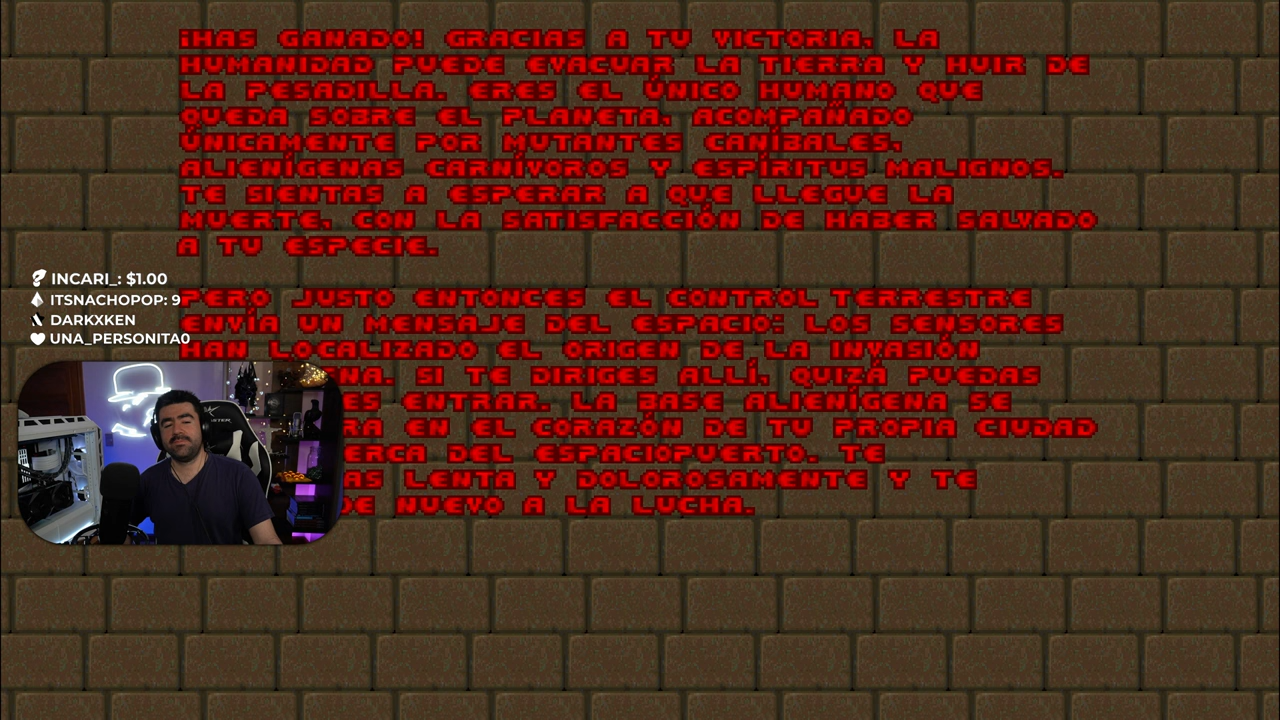 ¡HAS GANADO! GRACIAS A TU VICTORIA, LA
HUMANIDAD PUEDE EVACUAR LA TIERRA Y HUIR DE
LA PESADILLA. ERES EL ÚNICO HUMANO QUE
QUEDA SOBRE EL PLANETA, ACOMPAÑADO
ÚNICAMENTE POR MUTANTES CANÍBALES,
ALIENÍGENAS CARNÍVOROS Y ESPÍRITUS MALIGNOS.
TE SIENTAS A ESPERAR A QUE LLEGUE LA
MUERTE, CON LA SATISFACCIÓN DE HABER SALVADO
A TU ESPECIE.
INCARI_: $1.00
ITSNACHOPOP: 9
DARKXKEN
UNA_PERSONITA0
PERO JUSTO ENTONCES EL CONTROL TERRESTRE
ENVÍA UN MENSAJE DEL ESPACIO: LOS SENSORES
HAN LOCALIZADO EL ORIGEN DE LA INVASIÓN
NA. SI TE DIRIGES ALLÍ, QUIZÁ PUEDAS
ES ENTRAR. LA BASE ALIENÍGENA SE
RA EN EL CORAZÓN DE TU PROPIA CIUDAD
ERCA DEL ESPACIOPUERTO. TE
AS LENTA Y DOLOROSAMENTE Y TE
DE NUEVO A LA LUCHA.